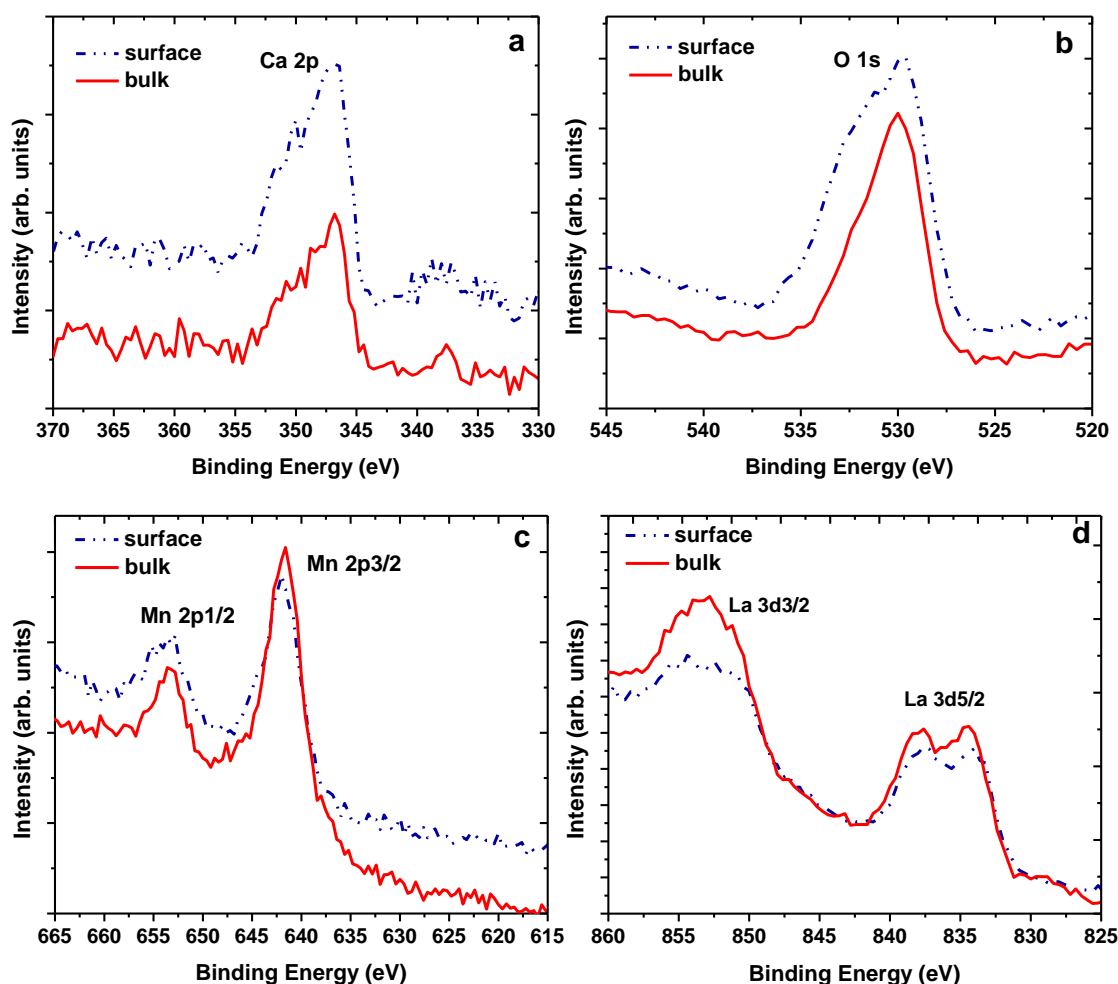 a
surface
bulk
Ca 2p
Intensity (arb. units)
370 365 360 355 350 345 340 335 330
Binding Energy (eV)
b
surface
bulk
O 1s
Intensity (arb. units)
545 540 535 530 525 520
Binding Energy (eV)
c
surface
bulk
Mn 2p3/2
Mn 2p1/2
Intensity (arb. units)
665 660 655 650 645 640 635 630 625 620 615
Binding Energy (eV)
d
surface
bulk
La 3d3/2
La 3d5/2
Intensity (arb. units)
860 855 850 845 840 835 830 825
Binding Energy (eV)